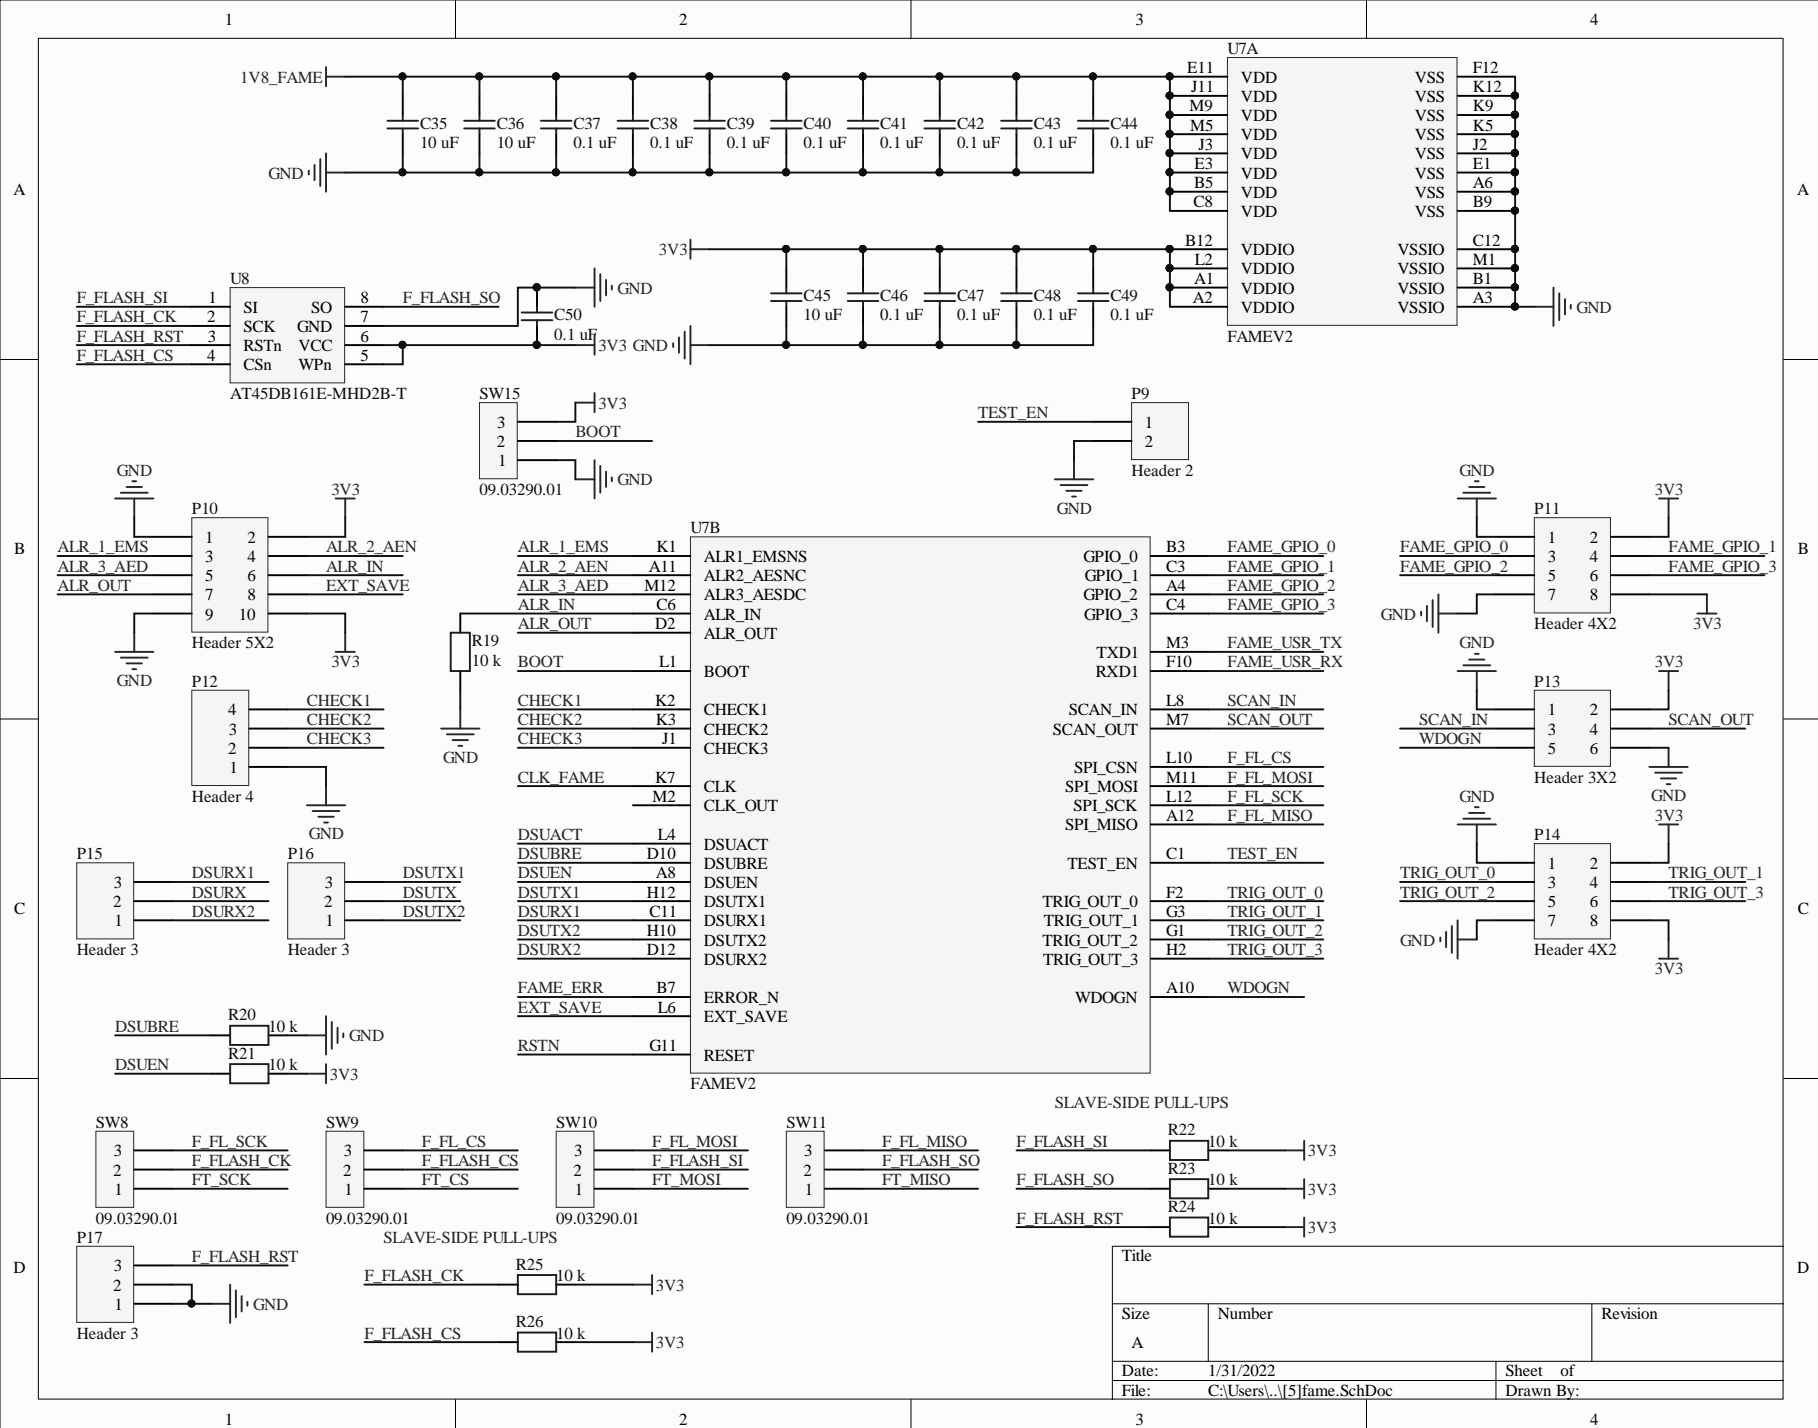 1 2 3 4
A A
B B
C C
D D
1 2 3 4
U7A
1V8_FAME
GND
C35 10 uF
C36 10 uF
C37 0.1 uF
C38 0.1 uF
C39 0.1 uF
C40 0.1 uF
C41 0.1 uF
C42 0.1 uF
C43 0.1 uF
C44 0.1 uF
E11 VDD VSS F12
J11 VDD VSS K12
M9 VDD VSS K9
M5 VDD VSS K5
J3 VDD VSS J2
E3 VDD VSS E1
B5 VDD VSS A6
C8 VDD VSS B9
B12 VDDIO VSSIO C12
L2 VDDIO VSSIO M1
A1 VDDIO VSSIO B1
A2 VDDIO VSSIO A3
GND
FAMEV2
3V3
GND
C45 10 uF
C46 0.1 uF
C47 0.1 uF
C48 0.1 uF
C49 0.1 uF
U8
F_FLASH_SI 1 SI SO 8 F_FLASH_SO
F_FLASH_CK 2 SCK GND 7
F_FLASH_RST 3 RSTn VCC 6
F_FLASH_CS 4 CSn WPn 5
AT45DB161E-MHD2B-T
GND
C50
0.1 uF
3V3
SW15
3 3V3
2 BOOT
1 GND
09.03290.01
P9
TEST_EN 1
2
Header 2
GND
GND 3V3
P10
1 2
ALR_1_EMS 3 4 ALR_2_AEN
ALR_3_AED 5 6 ALR_IN
ALR_OUT 7 8 EXT_SAVE
9 10
Header 5X2
GND 3V3
P12
4 CHECK1
3 CHECK2
2 CHECK3
1
Header 4
GND
P15
3 DSURX1
2 DSURX
1 DSURX2
Header 3
P16
3 DSUTX1
2 DSUTX
1 DSUTX2
Header 3
DSUBRE R20 10 k GND
DSUEN R21 10 k 3V3
R19
10 k
GND
U7B
ALR_1_EMS K1 ALR1_EMSNS
ALR_2_AEN A11 ALR2_AESNC
ALR_3_AED M12 ALR3_AESDC
ALR_IN C6 ALR_IN
ALR_OUT D2 ALR_OUT
BOOT L1 BOOT
CHECK1 K2 CHECK1
CHECK2 K3 CHECK2
CHECK3 J1 CHECK3
CLK_FAME K7 CLK
M2 CLK_OUT
DSUACT L4 DSUACT
DSUBRE D10 DSUBRE
DSUEN A8 DSUEN
DSUTX1 H12 DSUTX1
DSURX1 C11 DSURX1
DSUTX2 H10 DSUTX2
DSURX2 D12 DSURX2
FAME_ERR B7 ERROR_N
EXT_SAVE L6 EXT_SAVE
RSTN G11 RESET
FAMEV2
GPIO_0 B3 FAME_GPIO_0
GPIO_1 C3 FAME_GPIO_1
GPIO_2 A4 FAME_GPIO_2
GPIO_3 C4 FAME_GPIO_3
TXD1 M3 FAME_USR_TX
RXD1 F10 FAME_USR_RX
SCAN_IN L8 SCAN_IN
SCAN_OUT M7 SCAN_OUT
SPI_CSN L10 F_FL_CS
SPI_MOSI M11 F_FL_MOSI
SPI_SCK L12 F_FL_SCK
SPI_MISO A12 F_FL_MISO
TEST_EN C1 TEST_EN
TRIG_OUT_0 F2 TRIG_OUT_0
TRIG_OUT_1 G3 TRIG_OUT_1
TRIG_OUT_2 G1 TRIG_OUT_2
TRIG_OUT_3 H2 TRIG_OUT_3
WDOGN A10 WDOGN
GND 3V3
P11
1 2
FAME_GPIO_0 3 4 FAME_GPIO_1
FAME_GPIO_2 5 6 FAME_GPIO_3
GND 7 8
Header 4X2 3V3
GND 3V3
P13
1 2
SCAN_IN 3 4 SCAN_OUT
WDOGN 5 6
Header 3X2
GND
GND 3V3
P14
1 2
TRIG_OUT_0 3 4 TRIG_OUT_1
TRIG_OUT_2 5 6 TRIG_OUT_3
GND 7 8
Header 4X2
3V3
SW8
3 F_FL_SCK
2 F_FLASH_CK
1 FT_SCK
09.03290.01
SW9
3 F_FL_CS
2 F_FLASH_CS
1 FT_CS
09.03290.01
SW10
3 F_FL_MOSI
2 F_FLASH_SI
1 FT_MOSI
09.03290.01
SW11
3 F_FL_MISO
2 F_FLASH_SO
1 FT_MISO
09.03290.01
SLAVE-SIDE PULL-UPS
F_FLASH_SI R22 10 k 3V3
F_FLASH_SO R23 10 k 3V3
F_FLASH_RST R24 10 k 3V3
P17
3 F_FLASH_RST
2
1 GND
Header 3
SLAVE-SIDE PULL-UPS
F_FLASH_CK R25 10 k 3V3
F_FLASH_CS R26 10 k 3V3
Title
Size Number Revision
A
Date: 1/31/2022 Sheet of
File: C:\Users\..\[5]fame.SchDoc Drawn By: